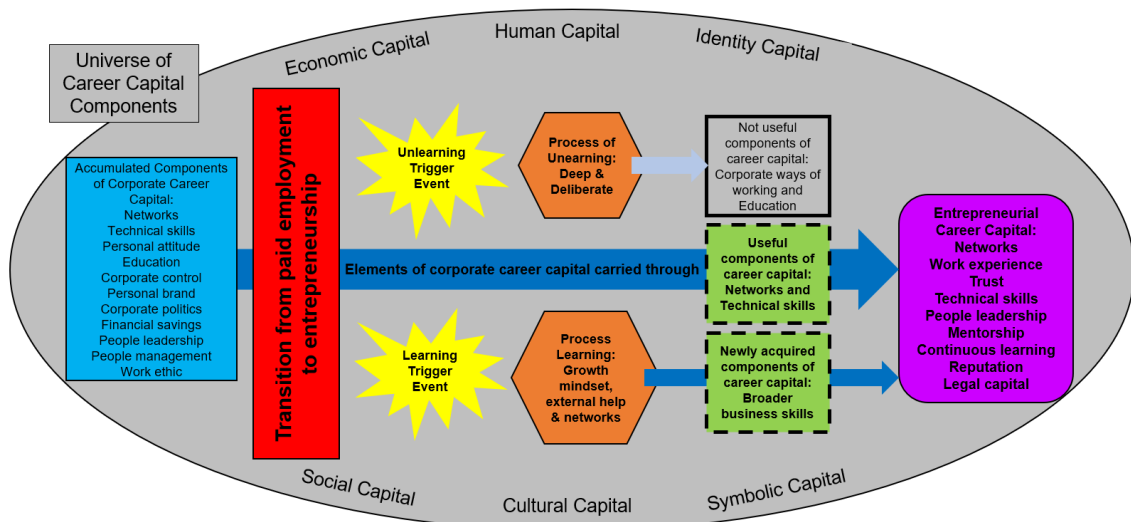 Economic Capital
Human Capital
Identity Capital
Universe of
Career Capital
Components
Accumulated Components
of Corporate Career
Capital:
Networks
Technical skills
Personal attitude
Education
Corporate control
Personal brand
Corporate politics
Financial savings
People leadership
People management
Work ethic
Transition from paid employment
to entrepreneurship
Unlearning
Trigger
Event
Process of
Unlearning:
Deep &
Deliberate
Not useful
components of
career capital:
Corporate ways of
working and
Education
Elements of corporate career capital carried through
Useful
components of
career capital:
Networks and
Technical skills
Learning
Trigger
Event
Process
Learning:
Growth
mindset,
external help
& networks
Newly acquired
components of
career capital:
Broader
business skills
Entrepreneurial
Career Capital:
Networks
Work experience
Trust
Technical skills
People leadership
Mentorship
Continuous learning
Reputation
Legal capital
Social Capital
Cultural Capital
Symbolic Capital